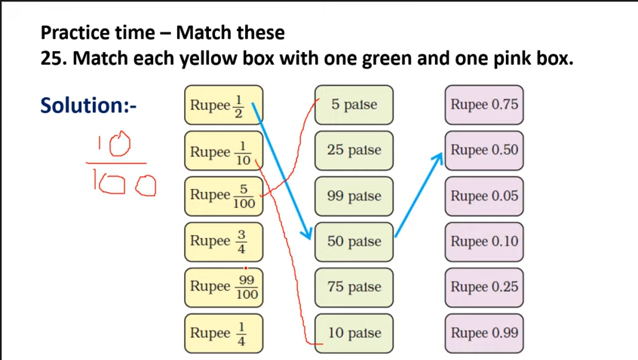 Practice time – Match these
25. Match each yellow box with one green and one pink box.
Solution:-
10/100
Rupee 1/2 5 paise Rupee 0.75
Rupee 1/10 25 paise Rupee 0.50
Rupee 5/100 99 paise Rupee 0.05
Rupee 3/4 50 paise Rupee 0.10
Rupee 99/100 75 paise Rupee 0.25
Rupee 1/4 10 paise Rupee 0.99